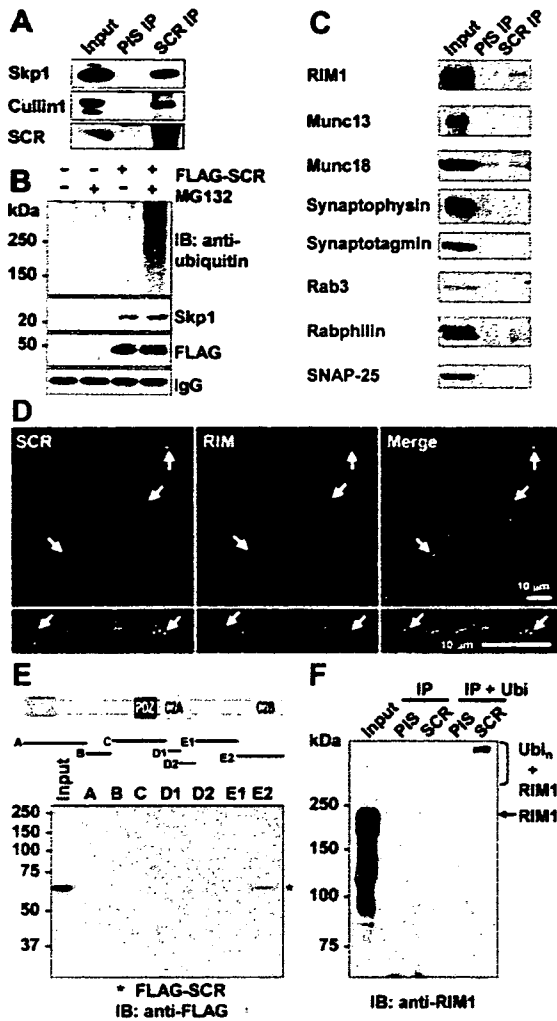 A
Input
PIS IP
SCR IP
Skp1
Cullin1
SCR
B
- - + + FLAG-SCR
- + - + MG132
kDa
250
150
IB: anti-
ubiquitin
20
Skp1
50
FLAG
IgG
C
Input
PIS IP
SCR IP
RIM1
Munc13
Munc18
Synaptophysin
Synaptotagmin
Rab3
Rabphilin
SNAP-25
D
SCR
RIM
Merge
10 μm
10 μm
E
PDZ C2A C2B
A
B
C
D1
D2
E1
E2
Input A B C D1 D2 E1 E2
250
150
100
75
50
37
*
* FLAG-SCR
IB: anti-FLAG
F
IP IP + Ubi
Input PIS SCR PIS SCR
kDa
Ubin
+
RIM1
250
RIM1
150
100
75
IB: anti-RIM1